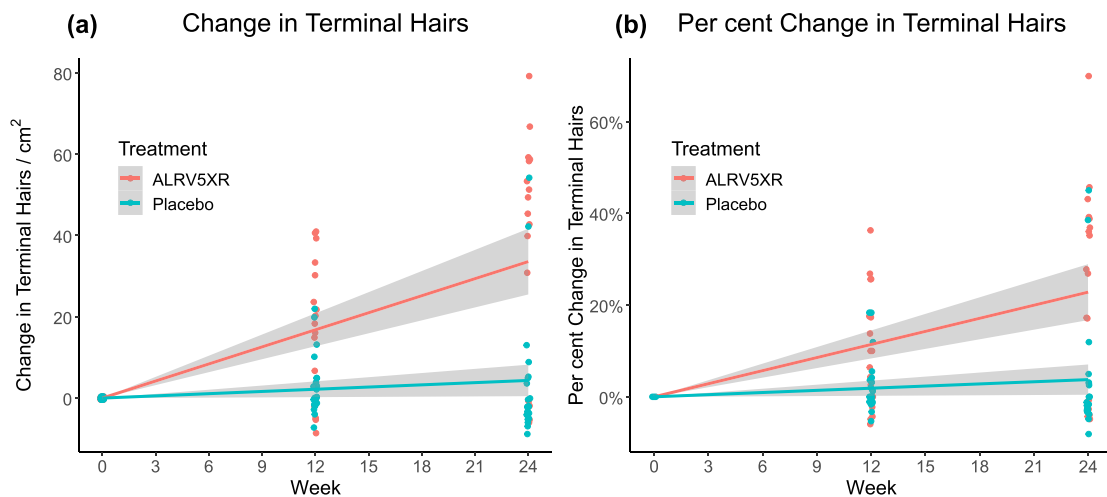 (a) Change in Terminal Hairs
Change in Terminal Hairs / cm²
80
60
40
20
0
Treatment
ALRV5XR
Placebo
0 3 6 9 12 15 18 21 24
Week
(b) Per cent Change in Terminal Hairs
Per cent Change in Terminal Hairs
60%
40%
20%
0%
Treatment
ALRV5XR
Placebo
0 3 6 9 12 15 18 21 24
Week